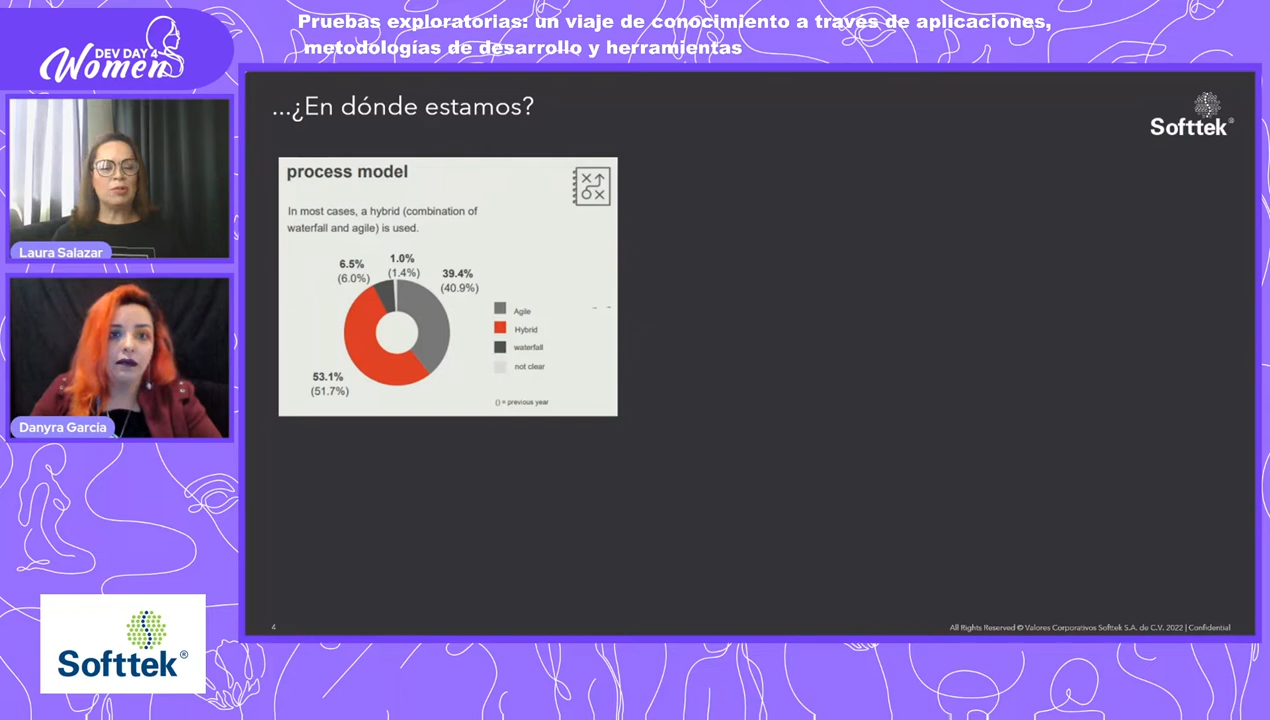 Pruebas exploratorias: un viaje de conocimiento a través de aplicaciones,
metodologías de desarrollo y herramientas
DEV DAY 4
Women
...¿En dónde estamos?
Softtek®
process model
In most cases, a hybrid (combination of
waterfall and agile) is used.
6.5%
(6.0%)
1.0%
(1.4%)
39.4%
(40.9%)
53.1%
(51.7%)
Agile
Hybrid
waterfall
not clear
() = previous year
Laura Salazar
Danyra García
Softtek®
4
All Rights Reserved © Valores Corporativos Softtek S.A. de C.V. 2022 | Confidential